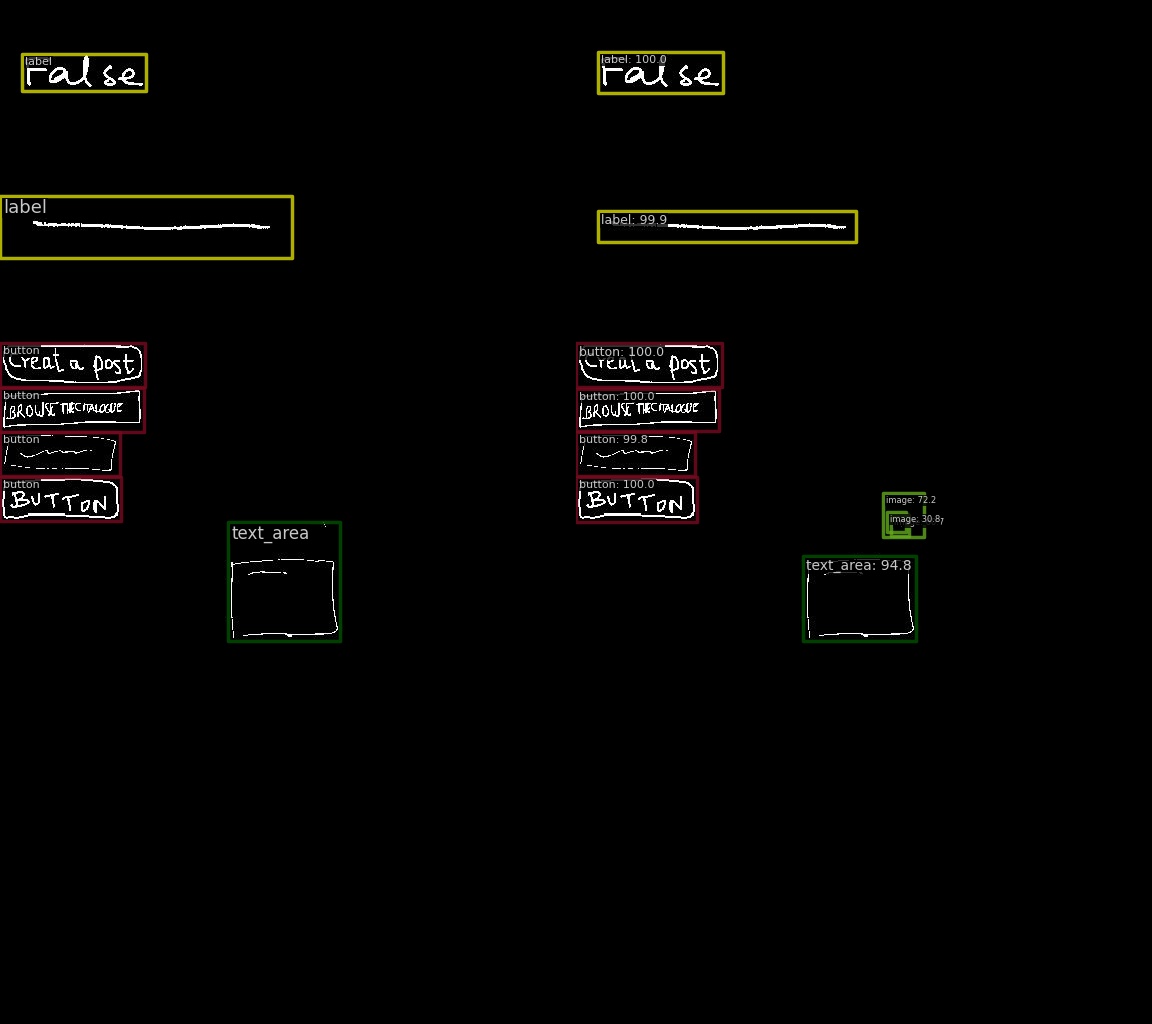 label
False
label: 100.0
False
label
label: 99.9
button
Creat a post
button: 100.0
Creat a post
button
BROWSE THE CATALOGUE
button: 100.0
BROWSE THE CATALOGUE
button
button: 99.8
button
BUTTON
button: 100.0
BUTTON
image: 72.2
image: 30.8
text_area
text_area: 94.8